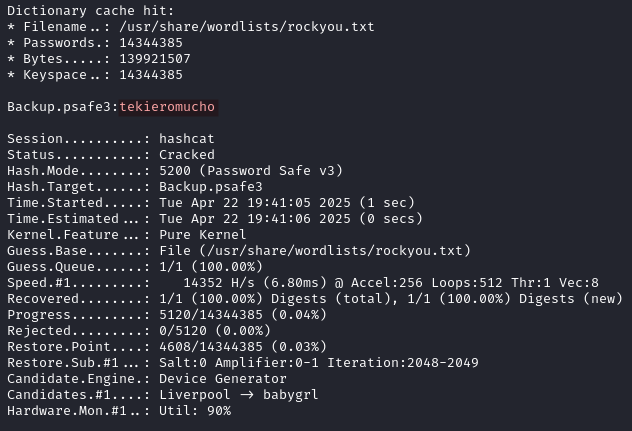 Dictionary cache hit:
* Filename..: /usr/share/wordlists/rockyou.txt
* Passwords.: 14344385
* Bytes.....: 139921507
* Keyspace..: 14344385
Backup.psafe3:tekieromucho
Session..........: hashcat
Status...........: Cracked
Hash.Mode........: 5200 (Password Safe v3)
Hash.Target......: Backup.psafe3
Time.Started.....: Tue Apr 22 19:41:05 2025 (1 sec)
Time.Estimated...: Tue Apr 22 19:41:06 2025 (0 secs)
Kernel.Feature...: Pure Kernel
Guess.Base.......: File (/usr/share/wordlists/rockyou.txt)
Guess.Queue......: 1/1 (100.00%)
Speed.#1.........:    14352 H/s (6.80ms) @ Accel:256 Loops:512 Thr:1 Vec:8
Recovered........: 1/1 (100.00%) Digests (total), 1/1 (100.00%) Digests (new)
Progress.........: 5120/14344385 (0.04%)
Rejected.........: 0/5120 (0.00%)
Restore.Point....: 4608/14344385 (0.03%)
Restore.Sub.#1...: Salt:0 Amplifier:0-1 Iteration:2048-2049
Candidate.Engine.: Device Generator
Candidates.#1....: Liverpool -> babygrl
Hardware.Mon.#1..: Util: 90%